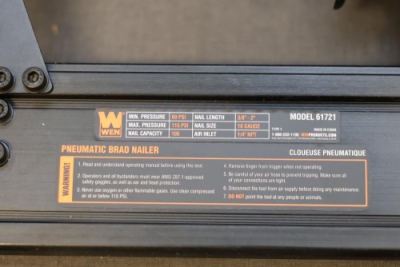 WEN
MIN. PRESSURE 60 PSI NAIL LENGTH 5/8" - 2" MODEL 61721
MAX. PRESSURE 115 PSI NAIL SIZE 18 GAUGE
NAIL CAPACITY 106 AIR INLET 1/4" NPT
PNEUMATIC BRAD NAILER CLOUEUSE PNEUMATIQUE
WARNING
1. Read and understand operating manual before using this tool.
2. Operators and all bystanders must wear ANSI Z87.1-approved
safety goggles, as well as ear and head protection.
3. Never use oxygen or other flammable gases. Use clean compressed
air at or below 115 PSI.
4. Remove finger from trigger when not operating.
5. Be careful of your air hose to prevent tripping. Make sure all
of your connections are tight.
6. Disconnect the tool from air supply before doing any maintenance.
7. DO NOT point the tool at any people or animals.